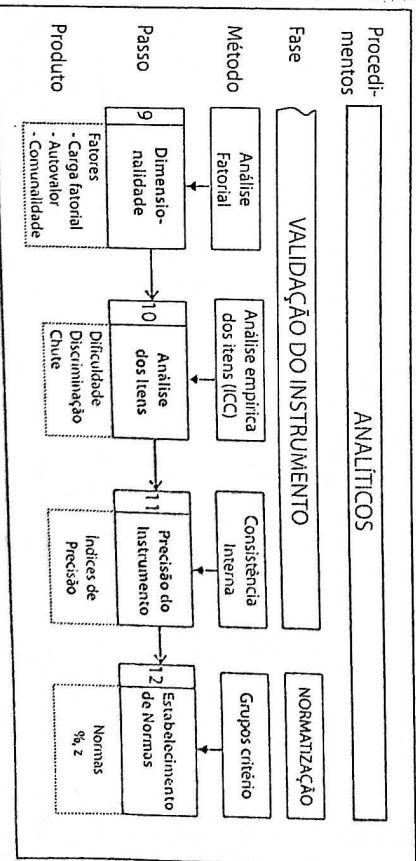 Procedi-
mentos
ANALÍTICOS
Fase
VALIDAÇÃO DO INSTRUMENTO
NORMATIZAÇÃO
Método
Análise
Fatorial
Análise empírica
dos itens (ICC)
Consistência
Interna
Grupos critério
Passo
9
Dimensio-
nalidade
10
Análise
dos Itens
11
Precisão do
Instrumento
12
Estabelecimento
de Normas
Produto
Fatores
- Carga fatorial
- Autovalor
- Comunalidade
Dificuldade
Discriminação
Chute
Índices de
Precisão
Normas
%, z